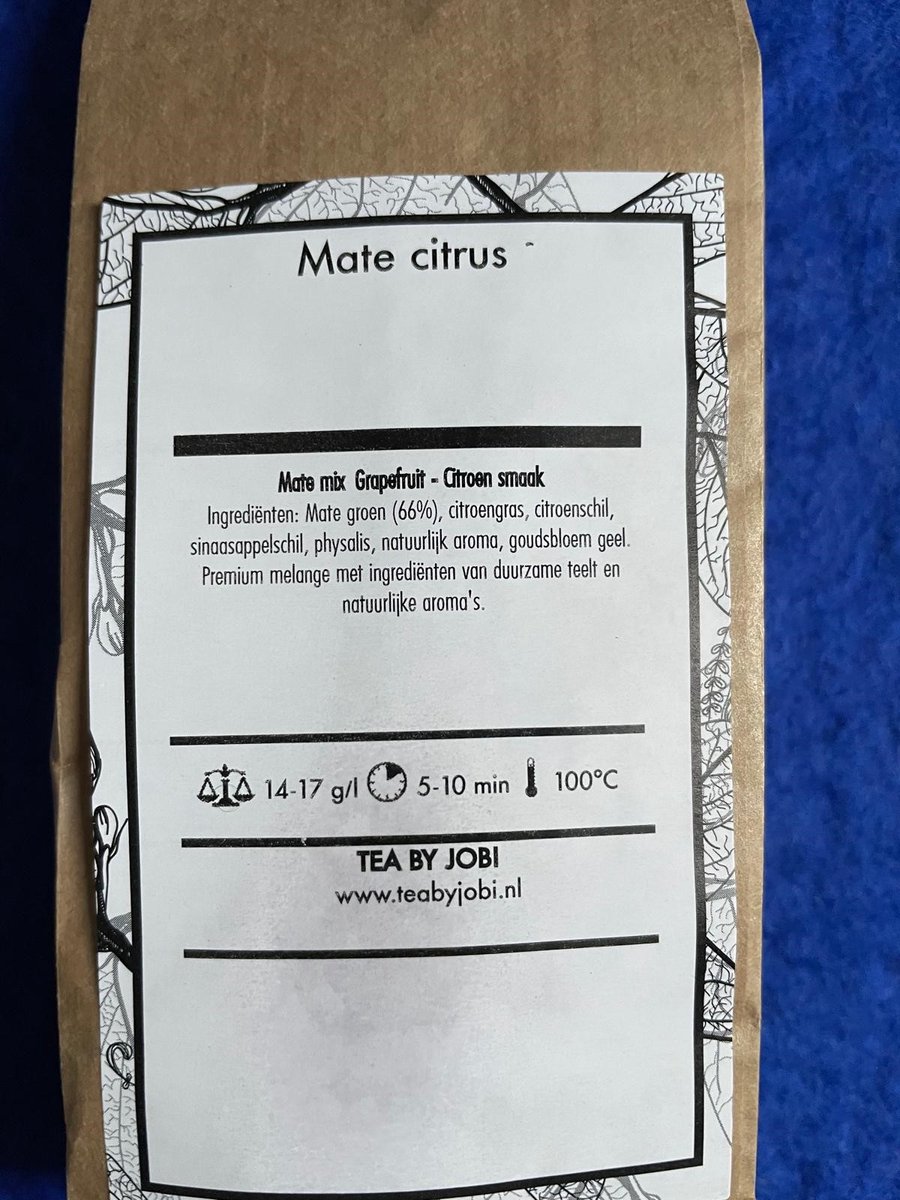 Mate citrus -
Mate mix Grapefruit - Citroen smaak
Ingrediënten: Mate groen (66%), citroengras, citroenschil,
sinaasappelschil, physalis, natuurlijk aroma, goudsbloem geel.
Premium melange met ingrediënten van duurzame teelt en
natuurlijke aroma's.
14-17 g/l 5-10 min 100°C
TEA BY JOBI
www.teabyjobi.nl